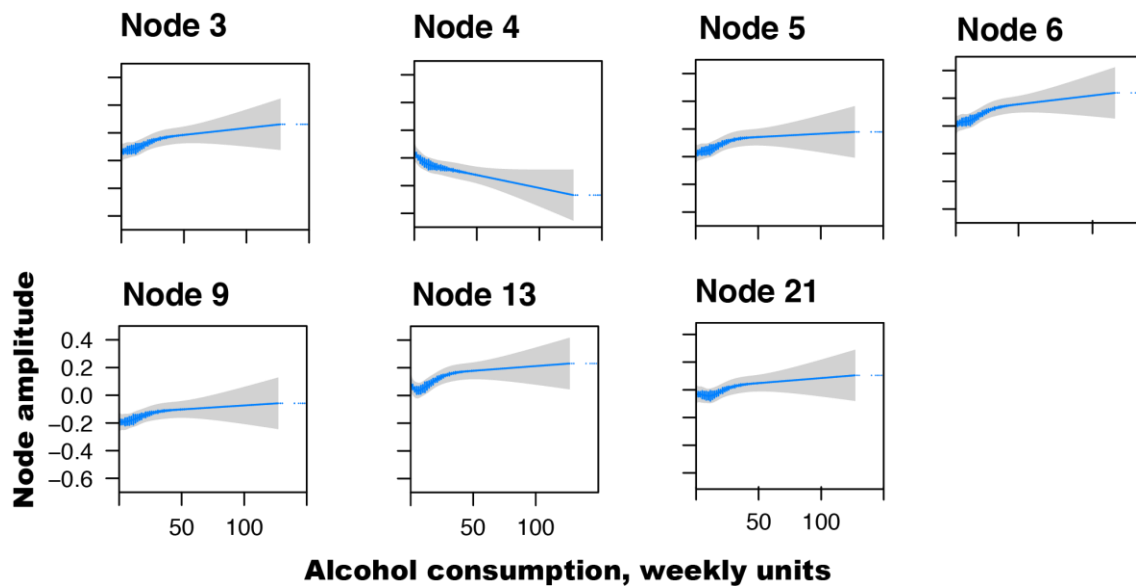 Node 3
Node 4
Node 5
Node 6
Node 9
Node 13
Node 21
Node amplitude
0.4
0.2
0.0
−0.2
−0.4
−0.6
50 100
50 100
50 100
Alcohol consumption, weekly units